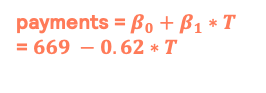 payments = β₀ + β₁ * T
= 669 − 0.62 * T